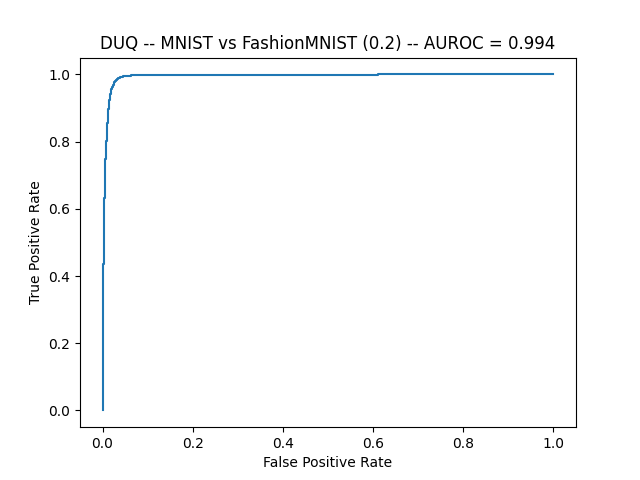 DUQ -- MNIST vs FashionMNIST (0.2) -- AUROC = 0.994
1.0
0.8
0.6
0.4
0.2
0.0
True Positive Rate
0.0 0.2 0.4 0.6 0.8 1.0
False Positive Rate